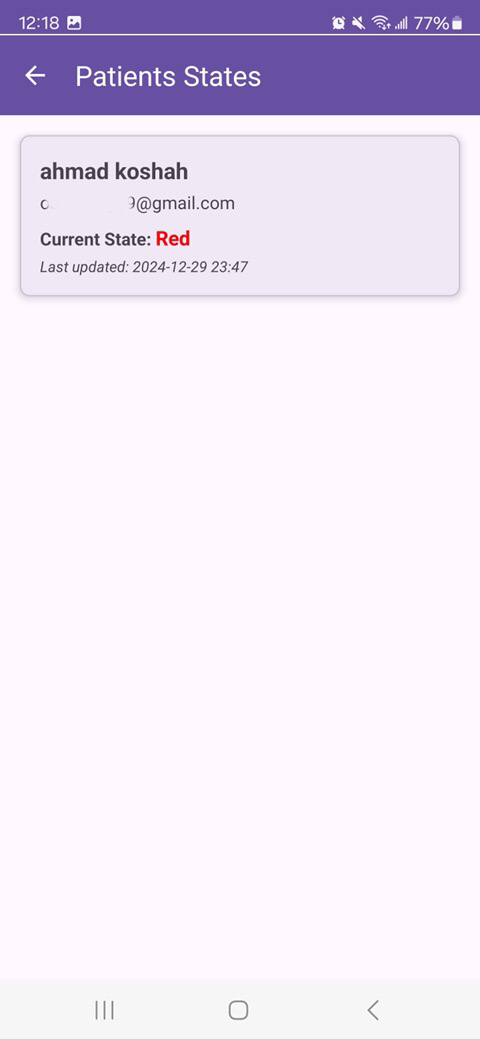 12:18
77%
Patients States
ahmad koshah
9@gmail.com
Current State: Red
Last updated: 2024-12-29 23:47